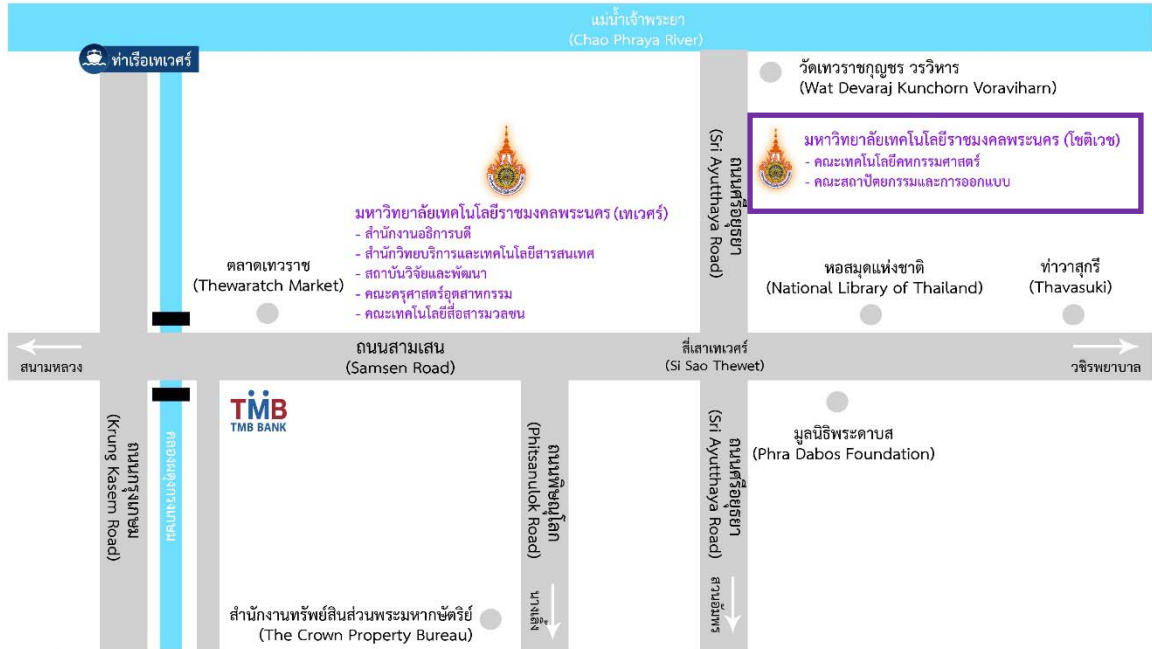 แม่น้ำเจ้าพระยา
(Chao Phraya River)
ท่าเรือเทเวศร์
วัดเทวราชกุญชร วรวิหาร
(Wat Devaraj Kunchorn Voraviharn)
ถนนศรีอยุธยา
(Sri Ayutthaya Road)
มหาวิทยาลัยเทคโนโลยีราชมงคลพระนคร (โชติเวช)
- คณะเทคโนโลยีคหกรรมศาสตร์
- คณะสถาปัตยกรรมและการออกแบบ
มหาวิทยาลัยเทคโนโลยีราชมงคลพระนคร (เทเวศร์)
- สำนักงานอธิการบดี
- สำนักวิทยบริการและเทคโนโลยีสารสนเทศ
- สถาบันวิจัยและพัฒนา
- คณะครุศาสตร์อุตสาหกรรม
- คณะเทคโนโลยีสื่อสารมวลชน
ตลาดเทวราช
(Thewaratch Market)
หอสมุดแห่งชาติ
(National Library of Thailand)
ท่าวาสุกรี
(Thavasuki)
สนามหลวง
ถนนสามเสน
(Samsen Road)
สี่เสาเทเวศร์
(Si Sao Thewet)
วชิรพยาบาล
ถนนกรุงเกษม
(Krung Kasem Road)
คลองผดุงกรุงเกษม
TMB
TMB BANK
ถนนพิษณุโลก
(Phitsanulok Road)
นางเลิ้ง
ถนนศรีอยุธยา
(Sri Ayutthaya Road)
สวนอัมพร
มูลนิธิพระดาบส
(Phra Dabos Foundation)
สำนักงานทรัพย์สินส่วนพระมหากษัตริย์
(The Crown Property Bureau)